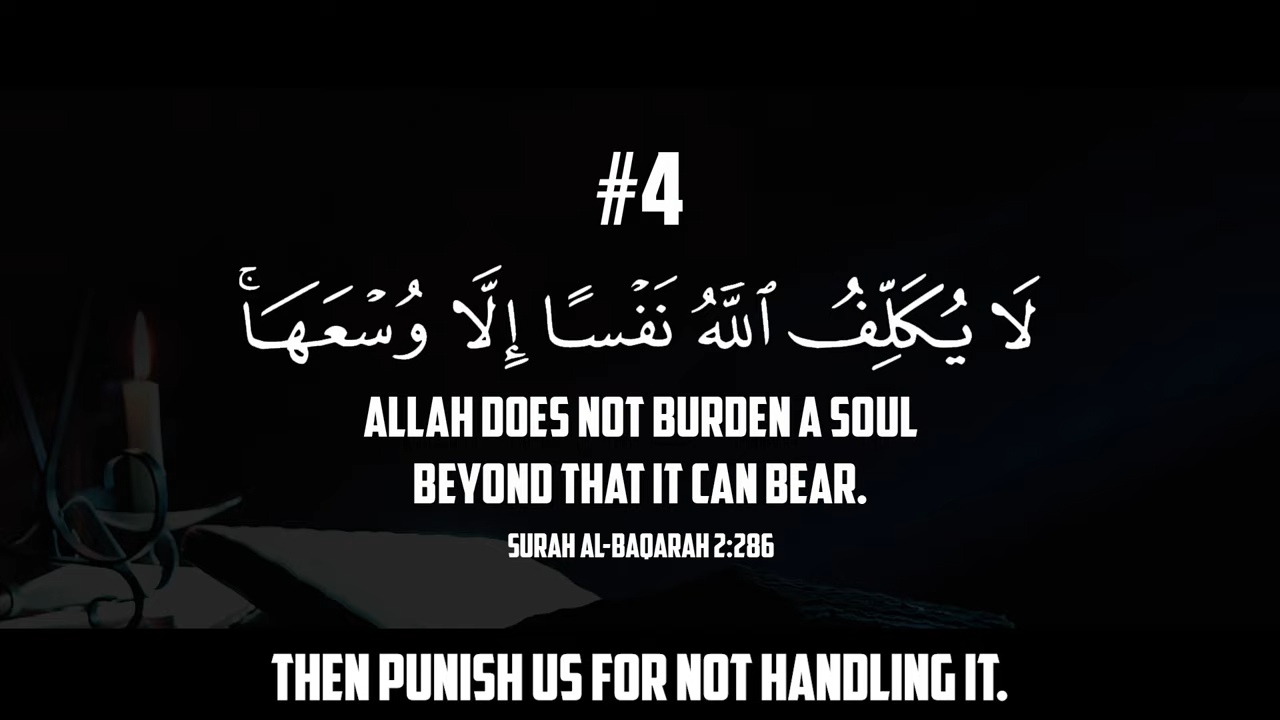 #4
لَا يُكَلِّفُ ٱللَّهُ نَفْسًا إِلَّا وُسْعَهَاۚ
ALLAH DOES NOT BURDEN A SOUL
BEYOND THAT IT CAN BEAR.
SURAH AL-BAQARAH 2:286
THEN PUNISH US FOR NOT HANDLING IT.